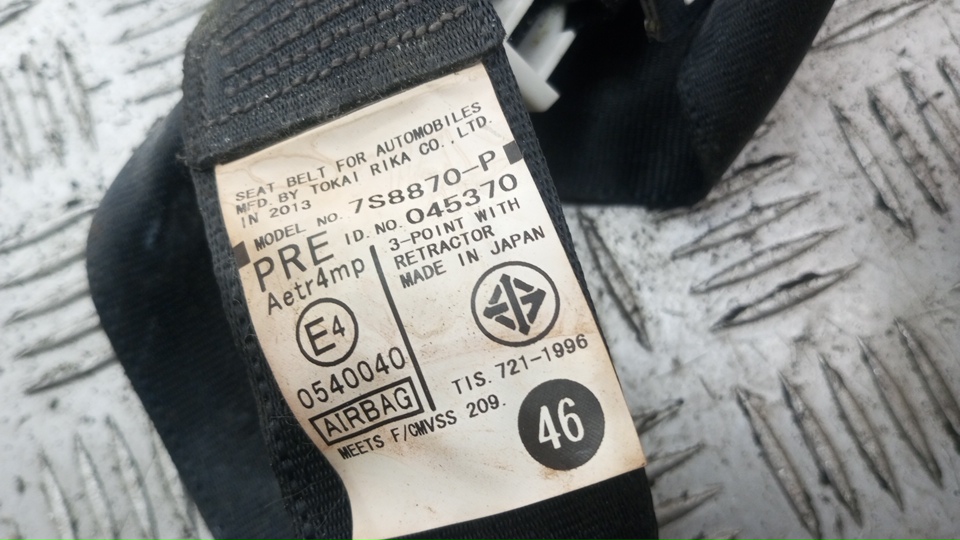 SEAT BELT FOR AUTOMOBILES
MFD.BY TOKAI RIKA CO.,LTD.
IN 2013
MODEL NO. 7S8870-P
PRE ID.NO. 045370
Aetr4mp
3-POINT WITH
RETRACTOR
MADE IN JAPAN
E4
0540040
AIRBAG
TIS. 721-1996
MEETS F/CMVSS 209.
46